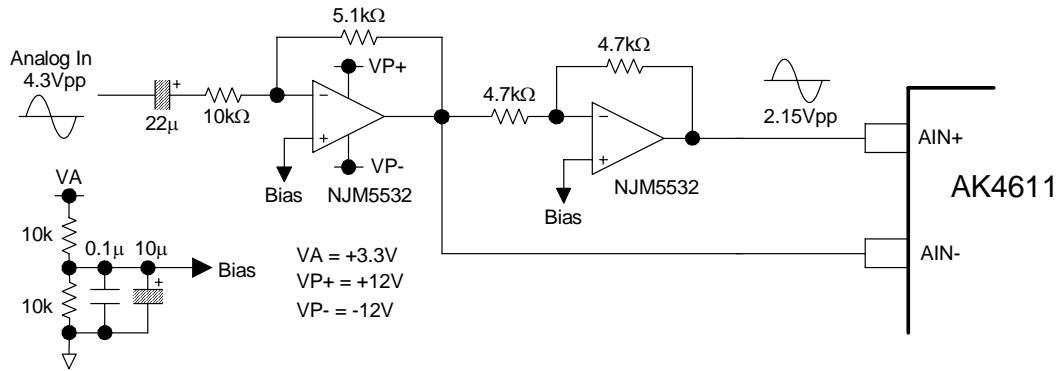 5.1kΩ
Analog In
4.3Vpp
VP+
4.7kΩ
+
22μ
10kΩ
−
+
4.7kΩ
−
+
2.15Vpp
AIN+
VP-
Bias
NJM5532
Bias
NJM5532
AK4611
VA
10k
0.1μ
10μ
+
Bias
10k
VA = +3.3V
VP+ = +12V
VP- = -12V
AIN-